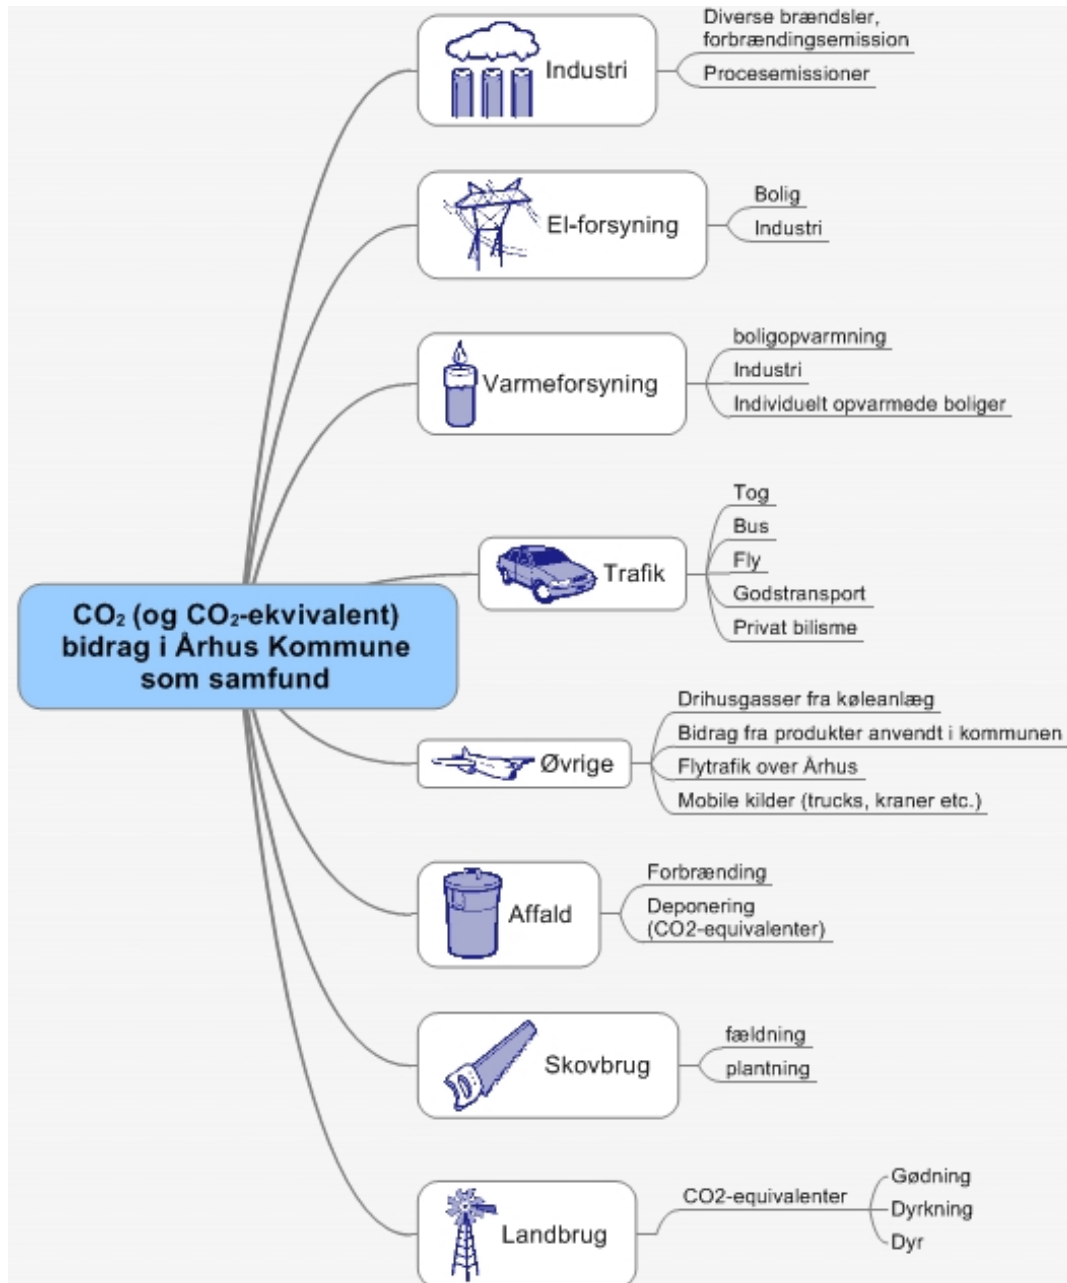 Industri
Diverse brændsler,
forbrændingsemission
Procesemissioner
El-forsyning
Bolig
Industri
Varmeforsyning
boligopvarmning
Industri
Individuelt opvarmede boliger
Trafik
Tog
Bus
Fly
Godstransport
Privat bilisme
CO₂ (og CO₂-ekvivalent)
bidrag i Århus Kommune
som samfund
Øvrige
Drihusgasser fra køleanlæg
Bidrag fra produkter anvendt i kommunen
Flytrafik over Århus
Mobile kilder (trucks, kraner etc.)
Affald
Forbrænding
Deponering
(CO2-equivalenter)
Skovbrug
fældning
plantning
Landbrug
CO2-equivalenter
Gødning
Dyrkning
Dyr